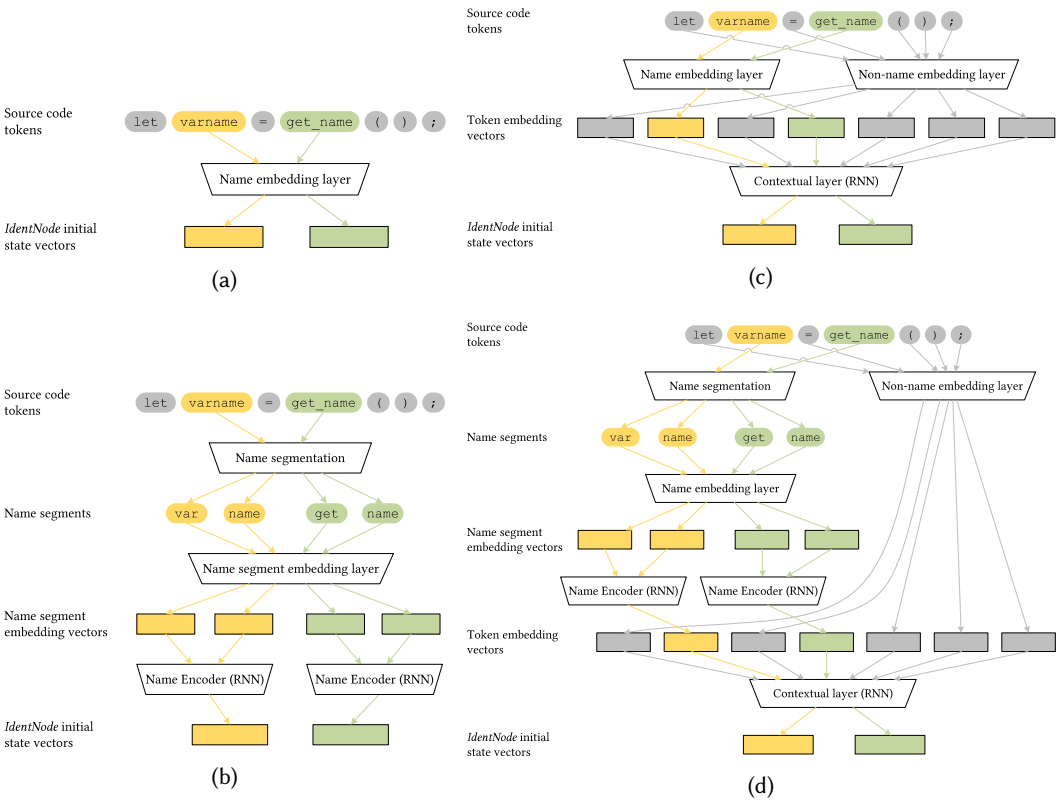 Source code
tokens
let varname = get_name ( ) ;
Name embedding layer
IdentNode initial
state vectors
(a)
Source code
tokens
let varname = get_name ( ) ;
Name segmentation
Name segments
var name get name
Name segment embedding layer
Name segment
embedding vectors
Name Encoder (RNN) Name Encoder (RNN)
IdentNode initial
state vectors
(b)
Source code
tokens
let varname = get_name ( ) ;
Name embedding layer Non-name embedding layer
Token embedding
vectors
Contextual layer (RNN)
IdentNode initial
state vectors
(c)
Source code
tokens
let varname = get_name ( ) ;
Name segmentation Non-name embedding layer
Name segments
var name get name
Name embedding layer
Name segment
embedding vectors
Name Encoder (RNN) Name Encoder (RNN)
Token embedding
vectors
Contextual layer (RNN)
IdentNode initial
state vectors
(d)